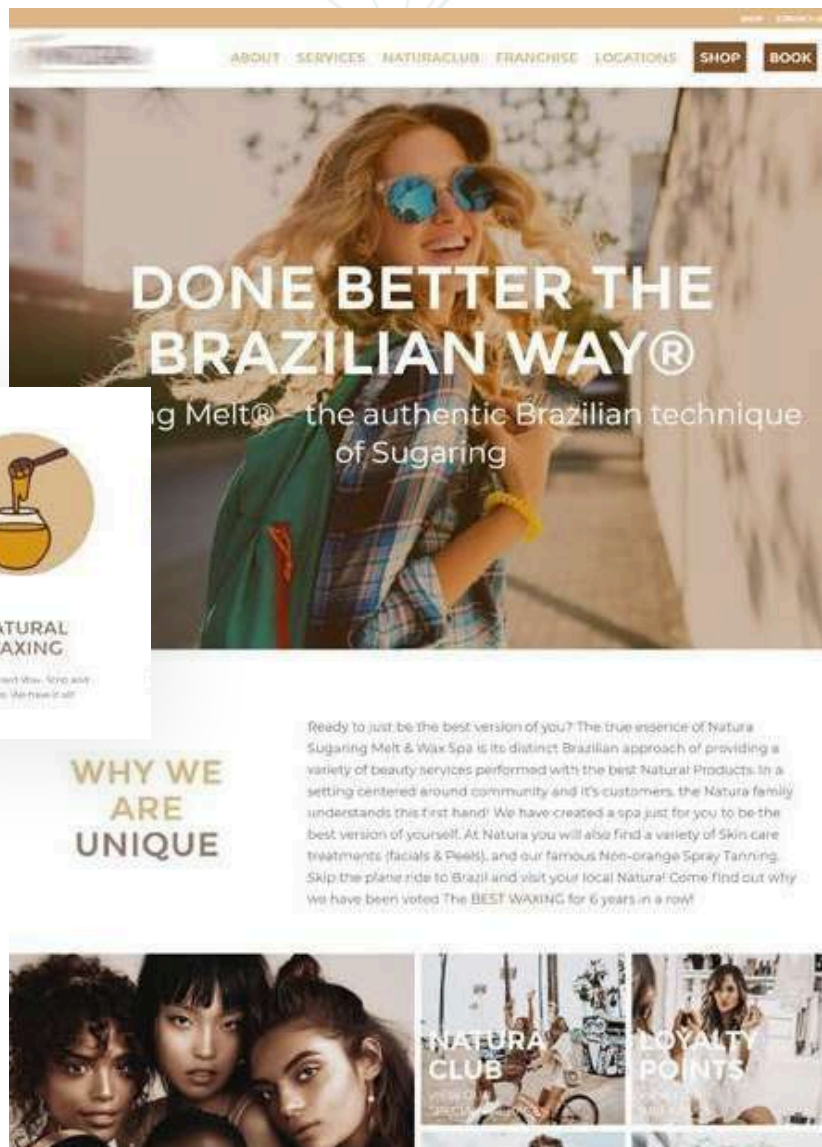 ABOUT SERVICES NATURACLUB FRANCHISE LOCATIONS SHOP BOOK
DONE BETTER THE
BRAZILIAN WAY®
ng Melt® - the authentic Brazilian technique
of Sugaring
ATURAL
AXING
We have it all!
WHY WE
ARE
UNIQUE
Ready to just be the best version of you? The true essence of Natura
Sugaring Melt & Wax Spa is its distinct Brazilian approach of providing a
variety of beauty services performed with the best Natural Products. In a
setting centered around community and it's customers, the Natura family
understands this first hand! We have created a spa just for you to be the
best version of yourself. At Natura you will also find a variety of Skin care
treatments (facials & Peels), and our famous Non-orange Spray Tanning.
Skip the plane ride to Brazil and visit your local Natura! Come find out why
we have been voted The BEST WAXING for 6 years in a row!
NATURA
CLUB
LOYALTY
POINTS